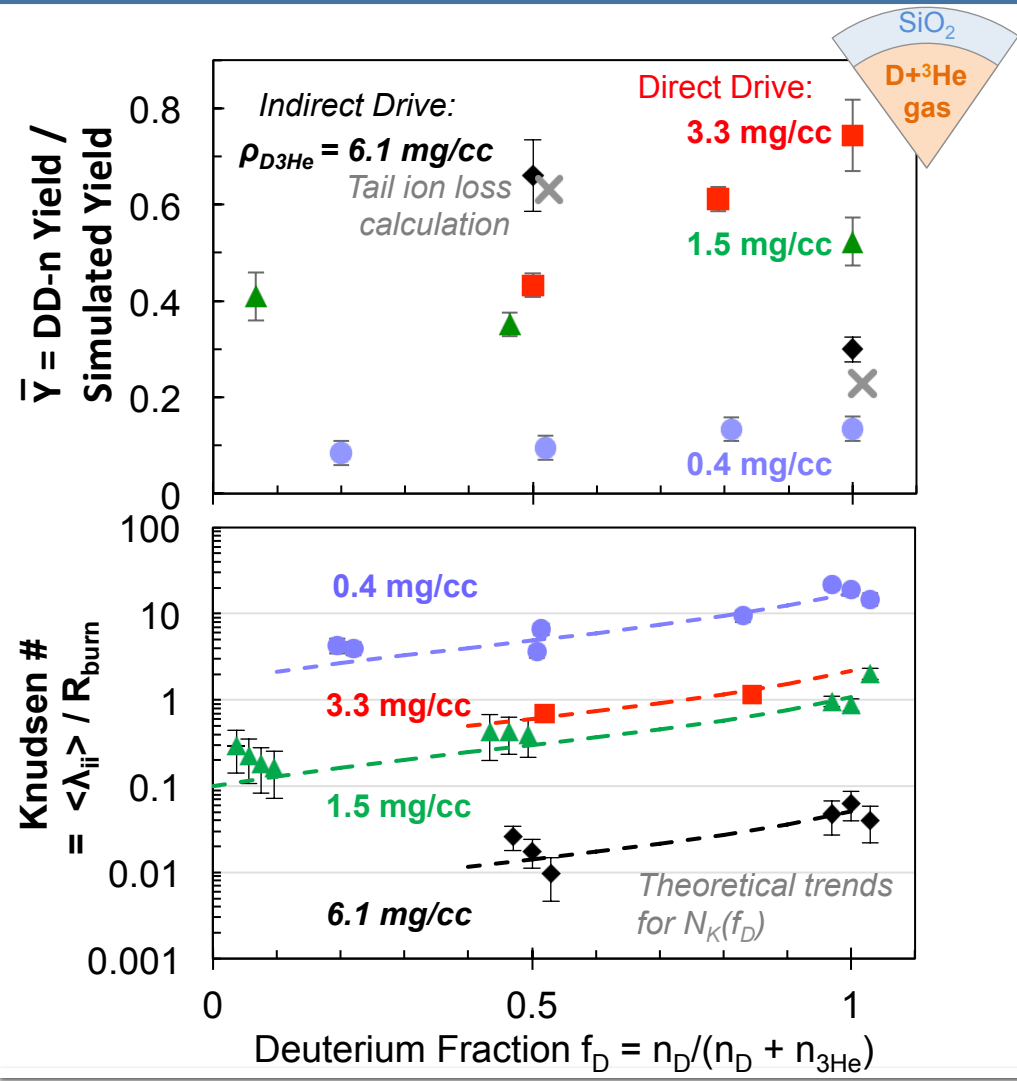 SiO2
D+³He
gas
Indirect Drive:
ρD3He = 6.1 mg/cc
Tail ion loss
calculation
Direct Drive:
3.3 mg/cc
1.5 mg/cc
0.4 mg/cc
Ȳ = DD-n Yield /
Simulated Yield
0.8
0.6
0.4
0.2
0
0.4 mg/cc
3.3 mg/cc
1.5 mg/cc
6.1 mg/cc
Theoretical trends
for NK(fD)
Knudsen #
= <λii> / Rburn
100
10
1
0.1
0.01
0.001
0
0.5
1
Deuterium Fraction fD = nD/(nD + n3He)